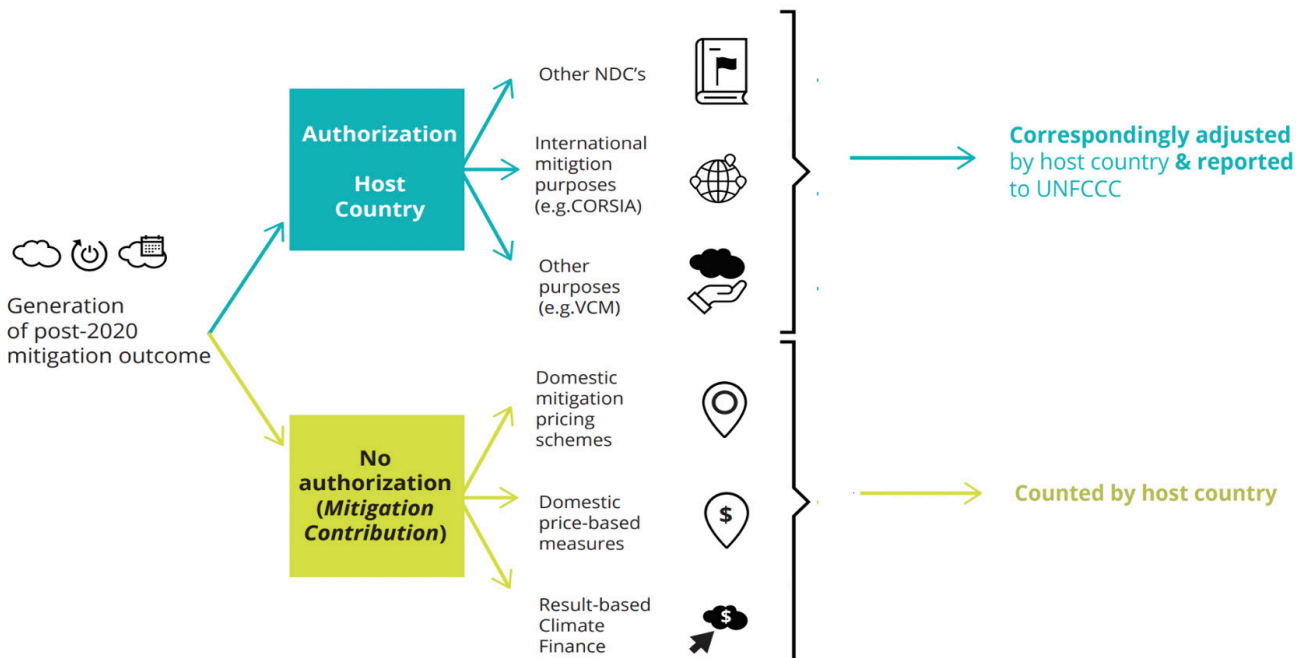 Generation
of post-2020
mitigation outcome
Authorization
Host
Country
Other NDC's
International
mitigtion
purposes
(e.g.CORSIA)
Other
purposes
(e.g.VCM)
Correspondingly adjusted
by host country & reported
to UNFCCC
No
authorization
(Mitigation
Contribution)
Domestic
mitigation
pricing
schemes
Domestic
price-based
measures
$
Result-based
Climate
Finance
$
Counted by host country